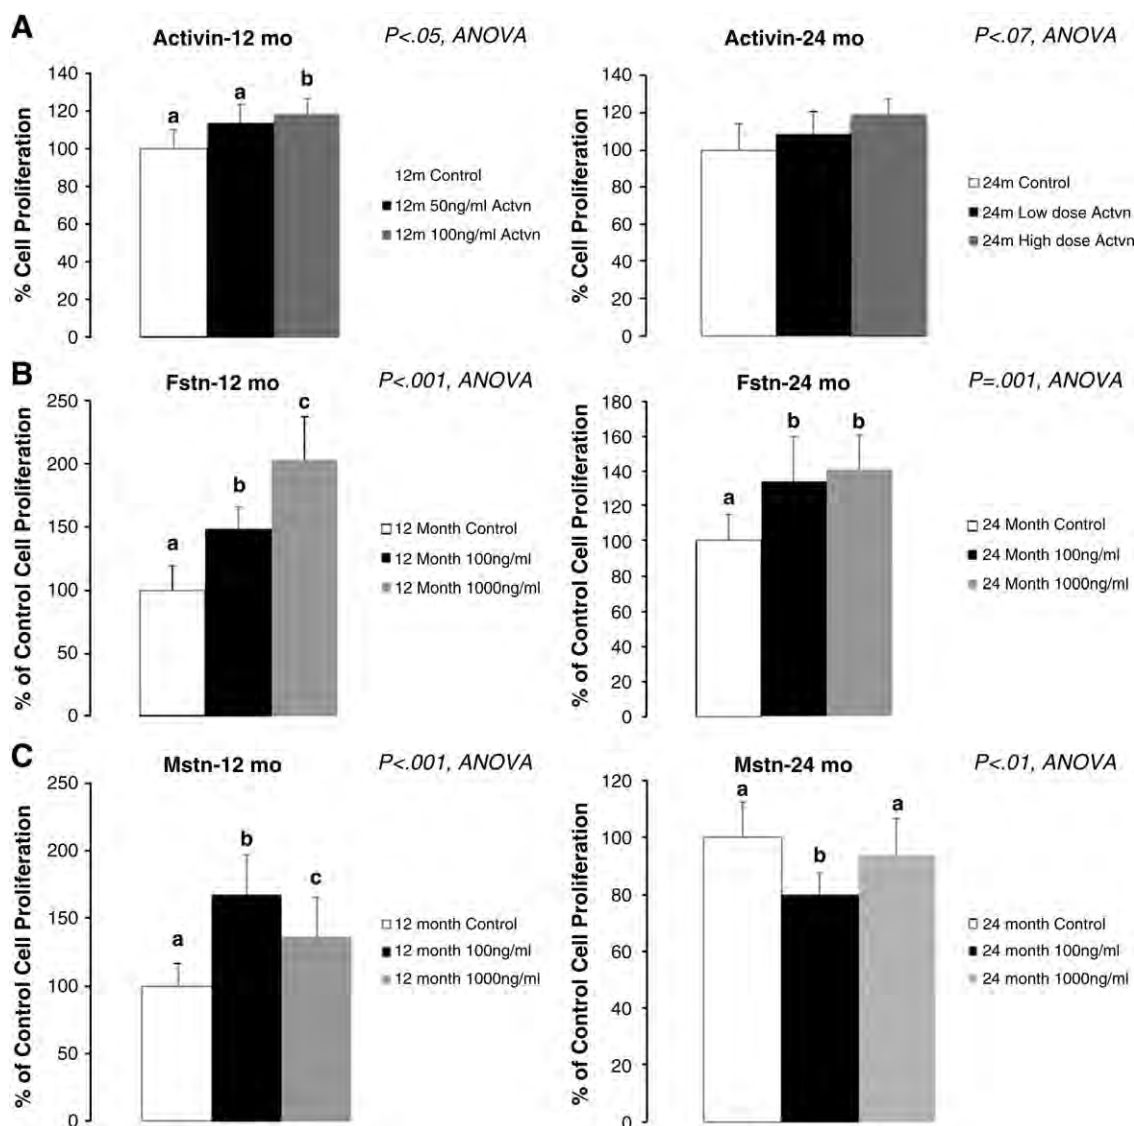 A
Activin-12 mo
P<.05, ANOVA
% Cell Proliferation
140
120
100
80
60
40
20
0
a
a
b
12m Control
12m 50ng/ml Actvn
12m 100ng/ml Actvn
Activin-24 mo
P<.07, ANOVA
% Cell Proliferation
140
120
100
80
60
40
20
0
24m Control
24m Low dose Actvn
24m High dose Actvn
B
Fstn-12 mo
P<.001, ANOVA
% of Control Cell Proliferation
250
200
150
100
50
0
a
b
c
12 Month Control
12 Month 100ng/ml
12 Month 1000ng/ml
Fstn-24 mo
P=.001, ANOVA
% of Control Cell Proliferation
180
160
140
120
100
80
60
40
20
0
a
b
b
24 Month Control
24 Month 100ng/ml
24 Month 1000ng/ml
C
Mstn-12 mo
P<.001, ANOVA
% of Control Cell Proliferation
250
200
150
100
50
0
a
b
c
12 month Control
12 month 100ng/ml
12 month 1000ng/ml
Mstn-24 mo
P<.01, ANOVA
% of Control Cell Proliferation
120
100
80
60
40
20
0
a
b
a
24 month Control
24 month 100ng/ml
24 month 1000ng/ml